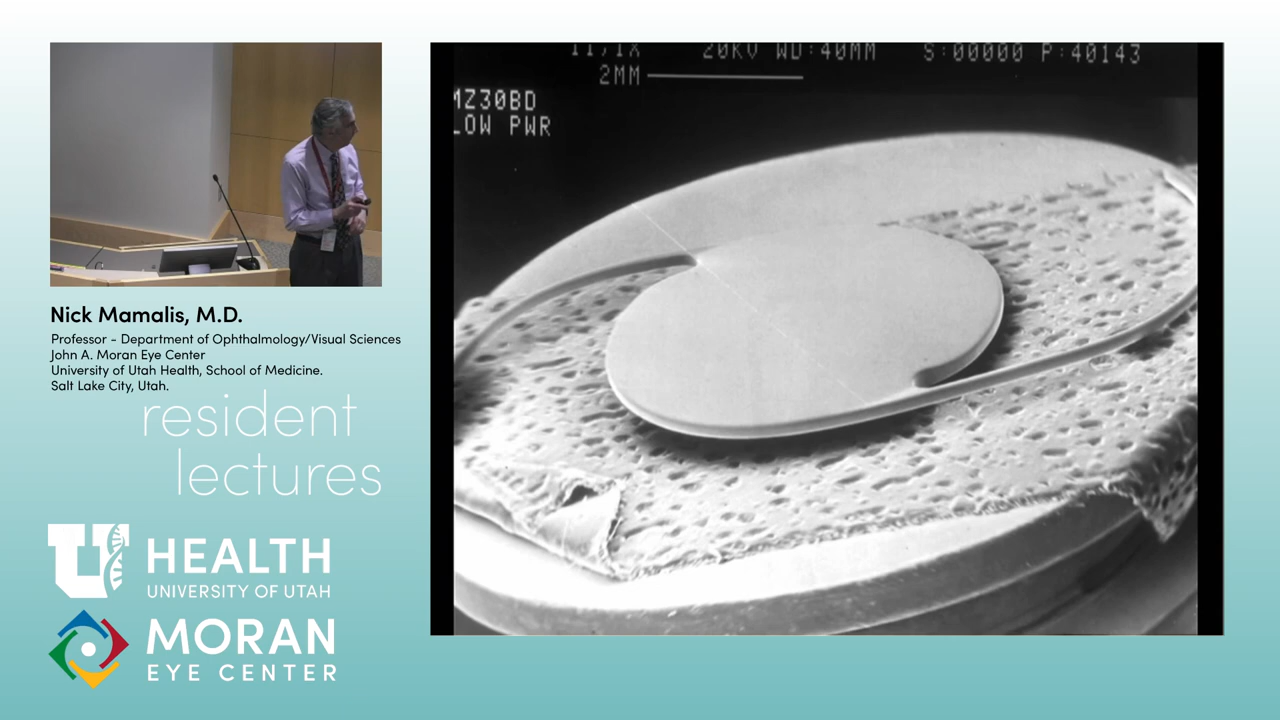 11,1X 20KV WD:40MM S:00000 P:40143
2MM
MZ30BD
LOW PWR
Nick Mamalis, M.D.
Professor - Department of Ophthalmology/Visual Sciences
John A. Moran Eye Center
University of Utah Health, School of Medicine.
Salt Lake City, Utah.
resident
lectures
U HEALTH
UNIVERSITY OF UTAH
MORAN
EYE CENTER